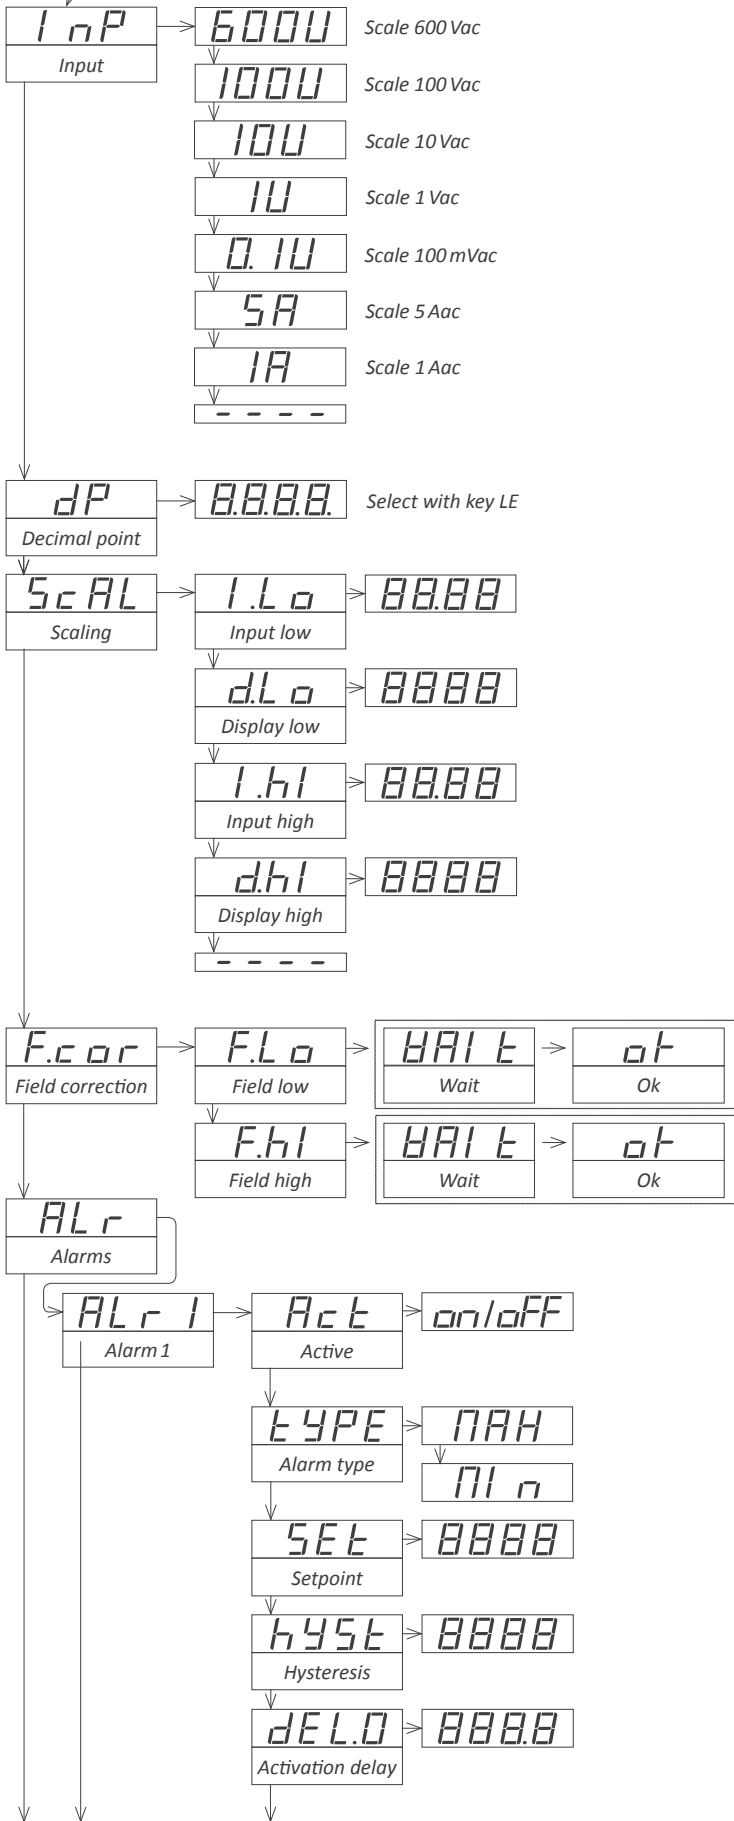 InP
Input
600U
Scale 600 Vac
100U
Scale 100 Vac
10U
Scale 10 Vac
1U
Scale 1 Vac
0.1U
Scale 100 mVac
5A
Scale 5 Aac
1A
Scale 1 Aac
- - - -
dP
Decimal point
8.8.8.8.
Select with key LE
ScAL
Scaling
I.Lo
Input low
88.88
d.Lo
Display low
8888
I.hI
Input high
88.88
d.hI
Display high
8888
- - - -
F.cor
Field correction
F.Lo
Field low
WAIt
Wait
ok
Ok
F.hI
Field high
WAIt
Wait
ok
Ok
ALr
Alarms
ALr1
Alarm 1
Act
Active
on/oFF
tYPE
Alarm type
MAX
MIn
SEt
Setpoint
8888
hYSt
Hysteresis
8888
dEL.0
Activation delay
888.8